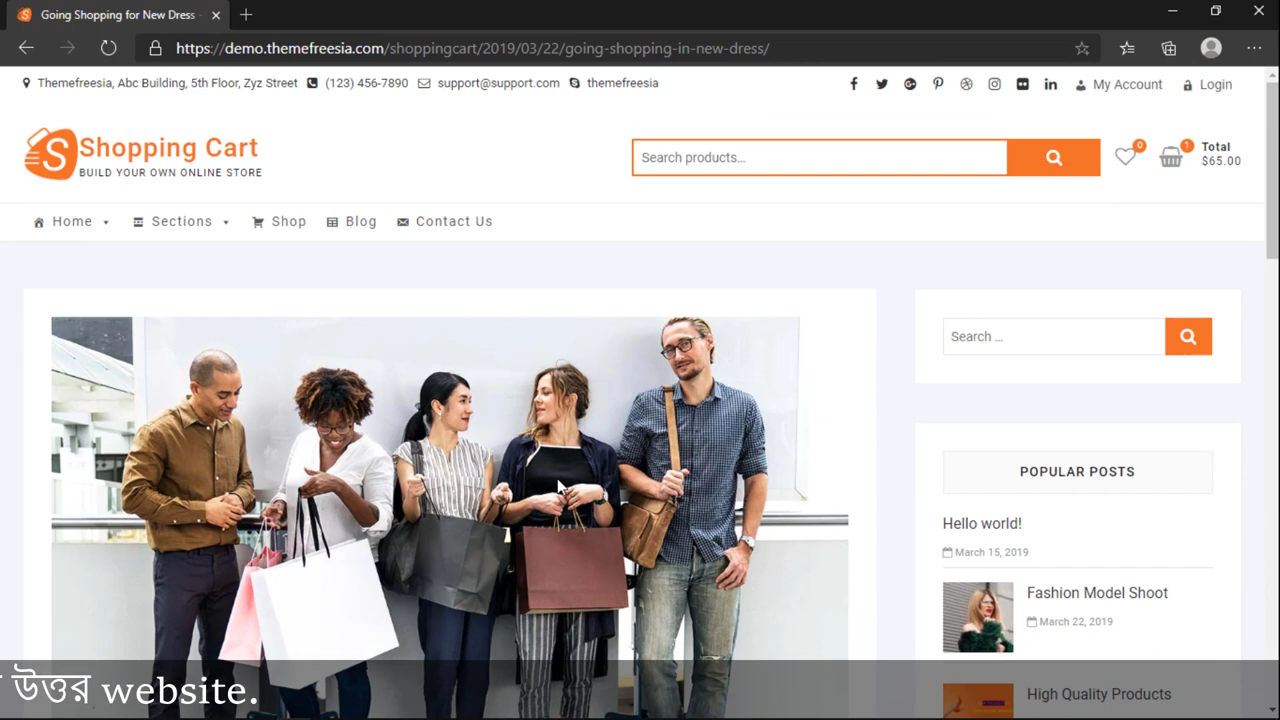 Going Shopping for New Dress -
https://demo.themefreesia.com/shoppingcart/2019/03/22/going-shopping-in-new-dress/
Themefreesia, Abc Building, 5th Floor, Zyz Street (123) 456-7890 support@support.com themefreesia
My Account Login
Shopping Cart
BUILD YOUR OWN ONLINE STORE
Search products...
0
1
Total
$65.00
Home Sections Shop Blog Contact Us
Search ...
POPULAR POSTS
Hello world!
March 15, 2019
Fashion Model Shoot
March 22, 2019
High Quality Products
উত্তর website.